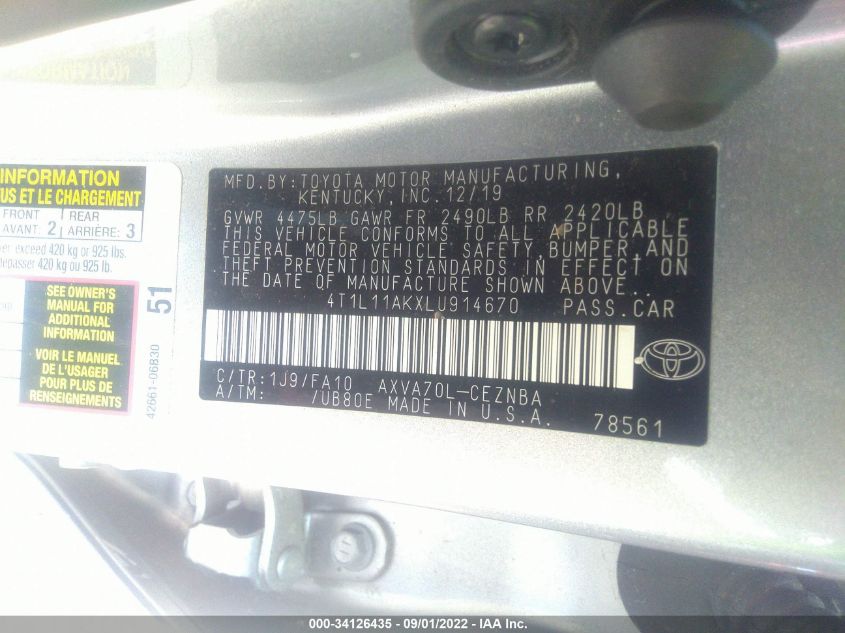 INFORMATION
US ET LE CHARGEMENT
FRONT AVANT: 2 REAR ARRIÈRE: 3
er exceed 420 kg or 925 lbs.
depasser 420 kg ou 925 lb.
SEE OWNER'S
MANUAL FOR
ADDITIONAL
INFORMATION
VOIR LE MANUEL
DE L'USAGER
POUR PLUS DE
RENSEIGNEMENTS
51
42661-06B30
MFD.BY:TOYOTA MOTOR MANUFACTURING,
KENTUCKY, INC.12/19
GVWR 4475LB GAWR FR 2490LB RR 2420LB
THIS VEHICLE CONFORMS TO ALL APPLICABLE
FEDERAL MOTOR VEHICLE SAFETY,BUMPER,AND
THEFT PREVENTION STANDARDS IN EFFECT ON
THE DATE OF MANUFACTURE SHOWN ABOVE.
4T1L11AKXLU914670 PASS.CAR
C/TR:1J9/FA10 AXVA70L-CEZNBA
A/TM: /UB80E MADE IN U.S.A.
78561
000-34126435 - 09/01/2022 - IAA Inc.